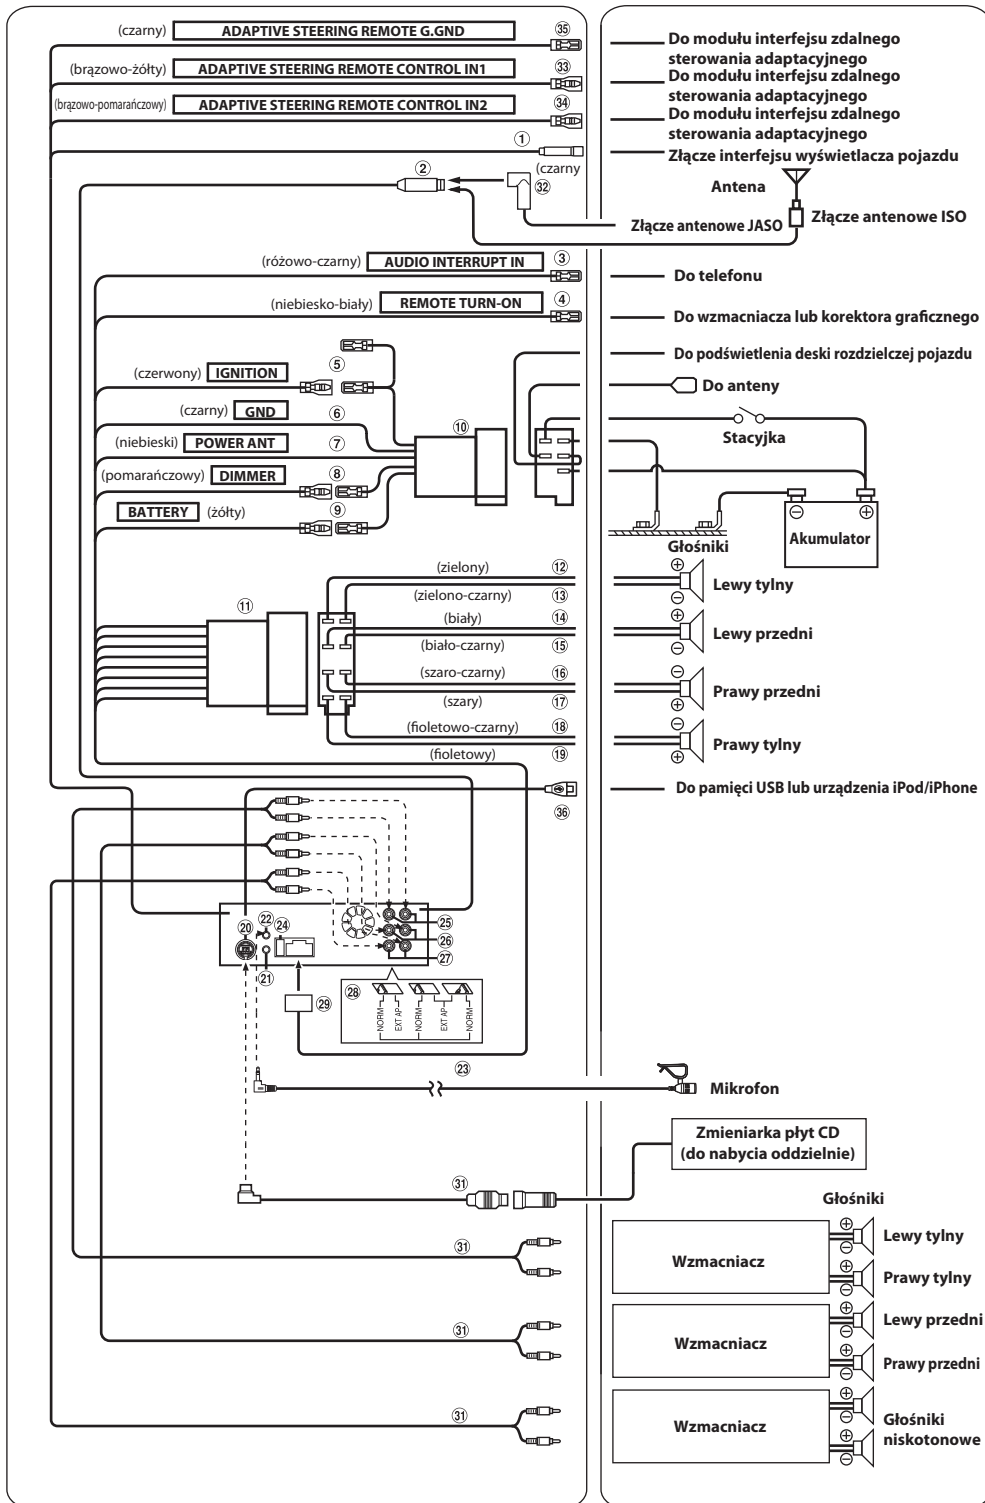 (czarny) ADAPTIVE STEERING REMOTE G.GND 35
Do modułu interfejsu zdalnego
sterowania adaptacyjnego
(brązowo-żółty) ADAPTIVE STEERING REMOTE CONTROL IN1 33
Do modułu interfejsu zdalnego
sterowania adaptacyjnego
(brązowo-pomarańczowy) ADAPTIVE STEERING REMOTE CONTROL IN2 34
Do modułu interfejsu zdalnego
sterowania adaptacyjnego
1
(czarny
Złącze interfejsu wyświetlacza pojazdu
2
32
Antena
Złącze antenowe JASO
Złącze antenowe ISO
(różowo-czarny) AUDIO INTERRUPT IN 3
Do telefonu
(niebiesko-biały) REMOTE TURN-ON 4
Do wzmacniacza lub korektora graficznego
Do podświetlenia deski rozdzielczej pojazdu
5
(czerwony) IGNITION
Do anteny
(czarny) GND 6
10
Stacyjka
(niebieski) POWER ANT 7
(pomarańczowy) DIMMER 8
BATTERY (żółty) 9
⊖ ⊕
Akumulator
Głośniki
(zielony) 12
⊕
Lewy tylny
(zielono-czarny) 13
⊖
11
(biały) 14
⊕
Lewy przedni
(biało-czarny) 15
⊖
(szaro-czarny) 16
⊖
Prawy przedni
(szary) 17
⊕
(fioletowo-czarny) 18
⊖
Prawy tylny
(fioletowy) 19
⊕
36
Do pamięci USB lub urządzenia iPod/iPhone
20 22 24
25
26
27
21
28
29
NORM EXT AP NORM EXT AP NORM
23
Mikrofon
Zmieniarka płyt CD
(do nabycia oddzielnie)
31
Głośniki
31
Wzmacniacz
⊕
⊖
Lewy tylny
⊕
⊖
Prawy tylny
31
Wzmacniacz
⊕
⊖
Lewy przedni
⊕
⊖
Prawy przedni
31
Wzmacniacz
⊕
⊖
⊕
⊖
Głośniki
niskotonowe